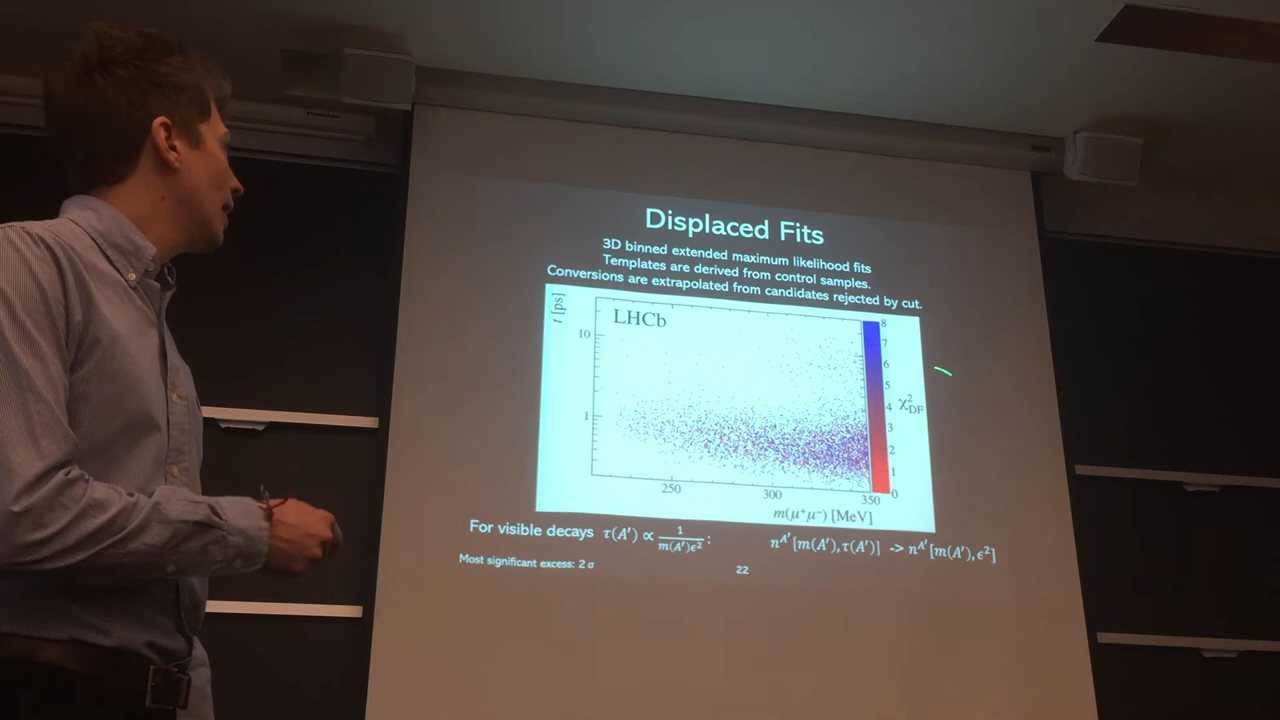 Displaced Fits
3D binned extended maximum likelihood fits
Templates are derived from control samples.
Conversions are extrapolated from candidates rejected by cut.
t [ps]
LHCb
10
1
8
7
6
5
4
3
2
1
0
χ²DF
250 300 350
m(μ⁺μ⁻) [MeV]
For visible decays τ(A′) ∝ 1/m(A′)ϵ² :
n^A′[m(A′), τ(A′)] -> n^A′[m(A′), ϵ²]
Most significant excess: 2 σ
22